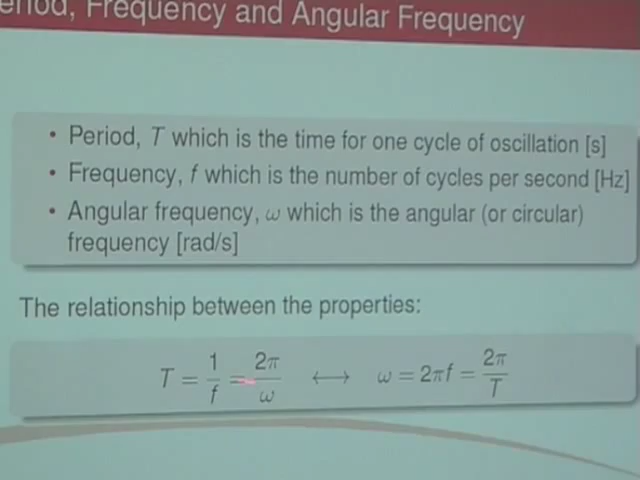 eriod, Frequency and Angular Frequency
• Period, T which is the time for one cycle of oscillation [s]
• Frequency, f which is the number of cycles per second [Hz]
• Angular frequency, ω which is the angular (or circular)
frequency [rad/s]
The relationship between the properties:
T = 1/f = 2π/ω ⟷ ω = 2πf = 2π/T